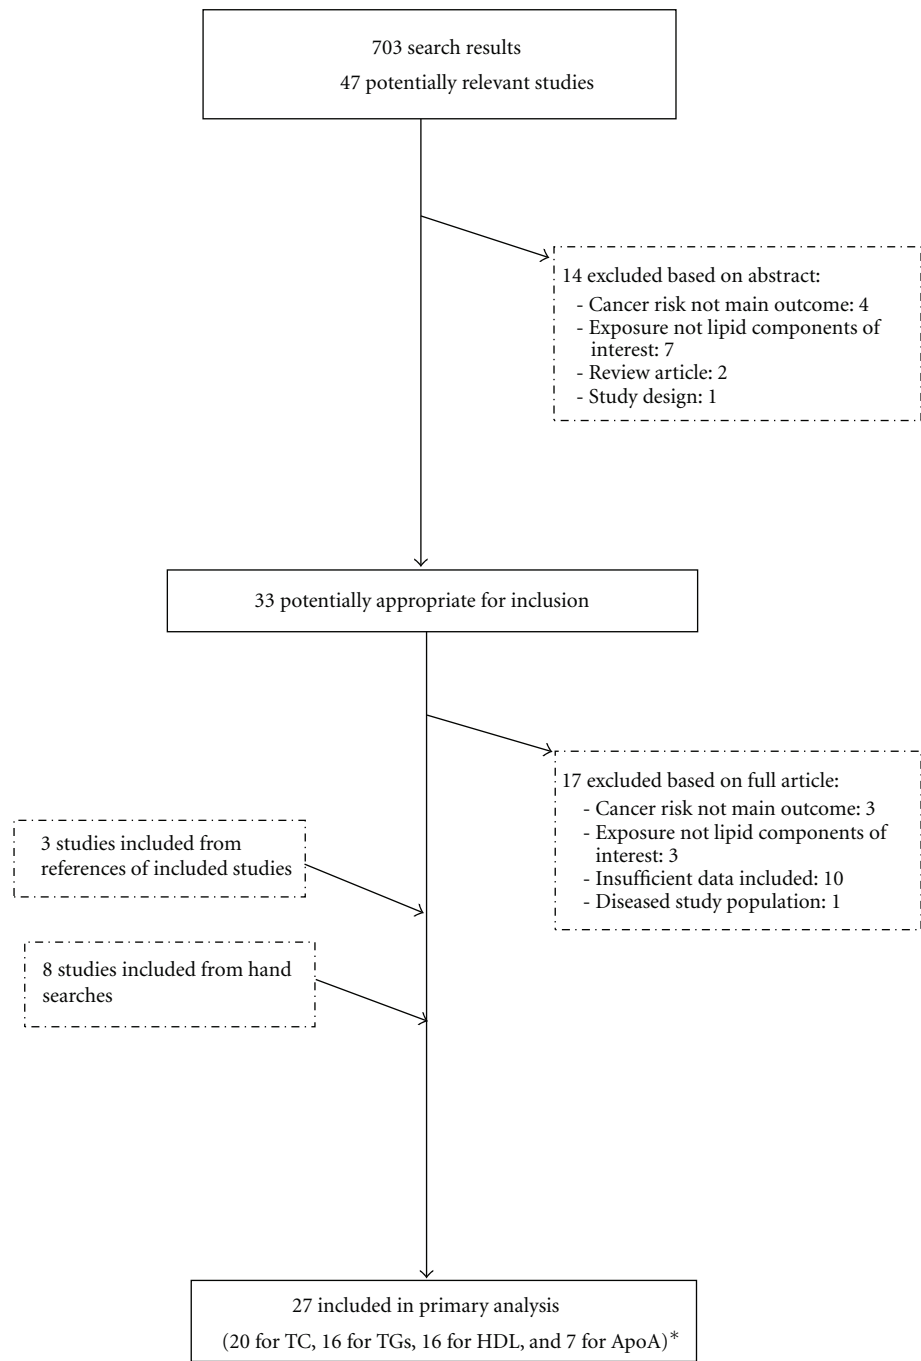 703 search results
47 potentially relevant studies
14 excluded based on abstract:
- Cancer risk not main outcome: 4
- Exposure not lipid components of
interest: 7
- Review article: 2
- Study design: 1
33 potentially appropriate for inclusion
17 excluded based on full article:
- Cancer risk not main outcome: 3
- Exposure not lipid components of
interest: 3
- Insufficient data included: 10
- Diseased study population: 1
3 studies included from
references of included studies
8 studies included from hand
searches
27 included in primary analysis
(20 for TC, 16 for TGs, 16 for HDL, and 7 for ApoA)*